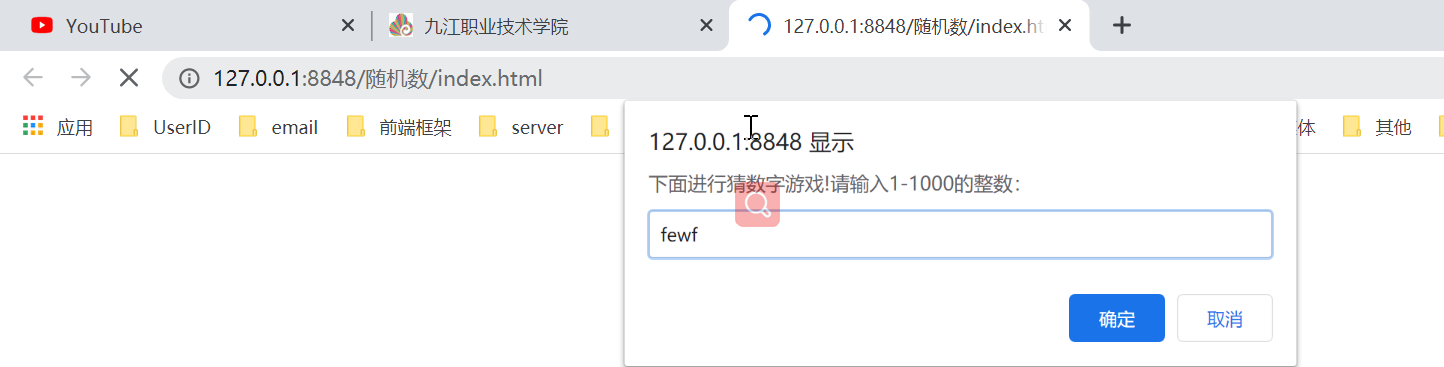 YouTube
九江职业技术学院
127.0.0.1:8848/随机数/index.ht
127.0.0.1:8848/随机数/index.html
应用
UserID
email
前端框架
server
体
其他
127.0.0.1:8848 显示
下面进行猜数字游戏!请输入1-1000的整数：
fewf
确定
取消